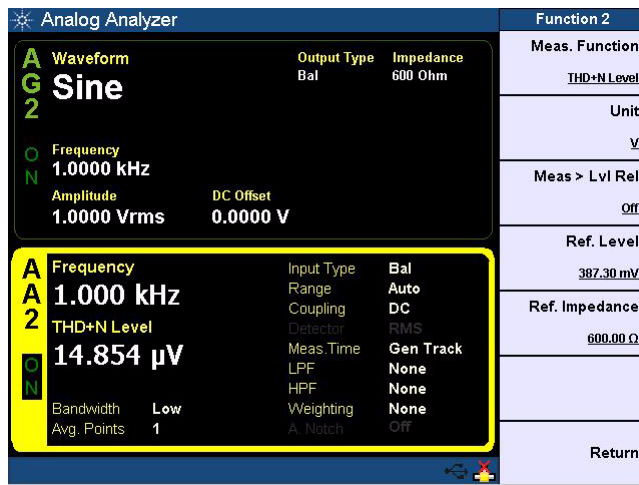 Analog Analyzer
Function 2
AG2
ON
Waveform
Sine
Output Type Impedance
Bal 600 Ohm
Frequency
1.0000 kHz
Amplitude DC Offset
1.0000 Vrms 0.0000 V
AA2
ON
Frequency
1.000 kHz
THD+N Level
14.854 µV
Bandwidth Low
Avg. Points 1
Input Type Bal
Range Auto
Coupling DC
Detector RMS
Meas.Time Gen Track
LPF None
HPF None
Weighting None
A. Notch Off
Meas. Function
THD+N Level
Unit
V
Meas > Lvl Rel
Off
Ref. Level
387.30 mV
Ref. Impedance
600.00 Ω
Return